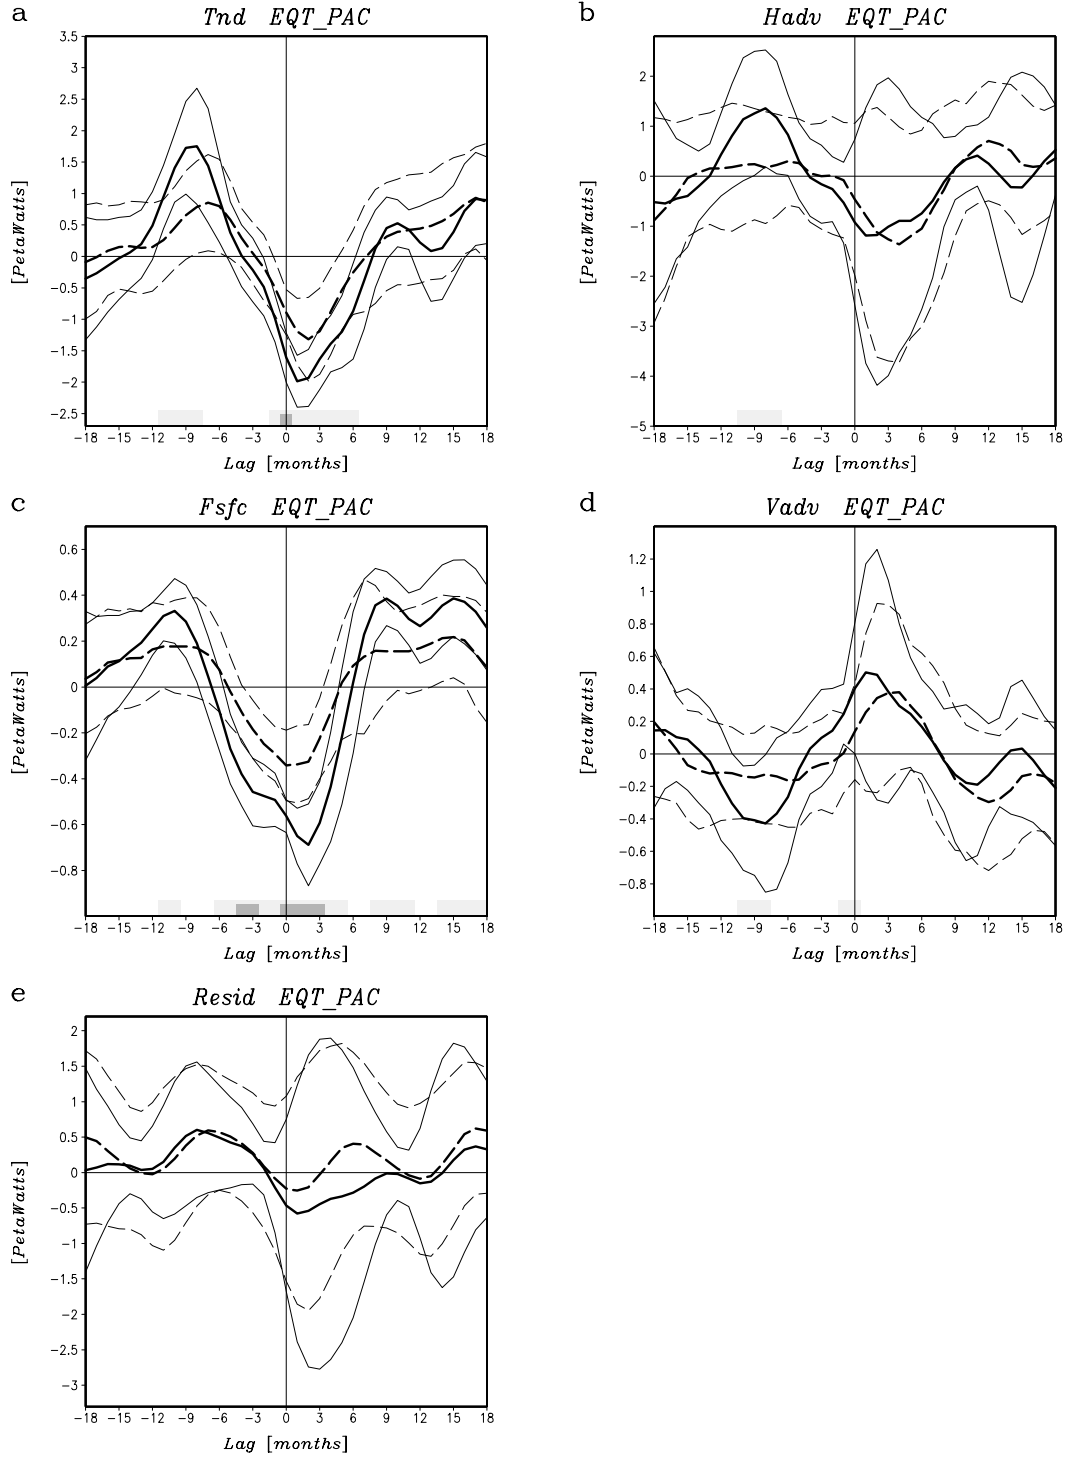 a
Tnd EQT_PAC
3.5
3
2.5
2
1.5
1
0.5
0
−0.5
−1
−1.5
−2
−2.5
[PetaWatts]
−18 −15 −12 −9 −6 −3 0 3 6 9 12 15 18
Lag [months]
b
Hadv EQT_PAC
2
1
0
−1
−2
−3
−4
−5
[PetaWatts]
−18 −15 −12 −9 −6 −3 0 3 6 9 12 15 18
Lag [months]
c
Fsfc EQT_PAC
0.6
0.4
0.2
0
−0.2
−0.4
−0.6
−0.8
[PetaWatts]
−18 −15 −12 −9 −6 −3 0 3 6 9 12 15 18
Lag [months]
d
Vadv EQT_PAC
1.2
1
0.8
0.6
0.4
0.2
0
−0.2
−0.4
−0.6
−0.8
[PetaWatts]
−18 −15 −12 −9 −6 −3 0 3 6 9 12 15 18
Lag [months]
e
Resid EQT_PAC
2
1.5
1
0.5
0
−0.5
−1
−1.5
−2
−2.5
−3
[PetaWatts]
−18 −15 −12 −9 −6 −3 0 3 6 9 12 15 18
Lag [months]